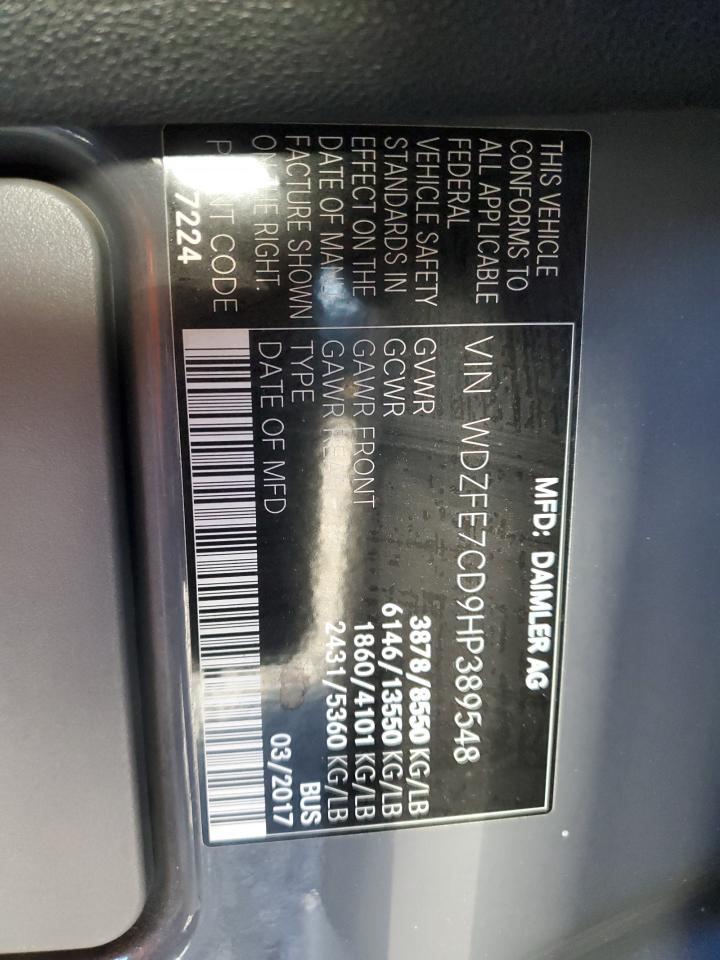 MFD: DAIMLER AG
VIN WDZFE7CD9HP389548
GVWR 3878/8550 KG/LB
GCWR 6146/13550 KG/LB
GAWR FRONT 1860/4101 KG/LB
GAWR REAR 2431/5360 KG/LB
TYPE BUS
DATE OF MFD 03/2017
THIS VEHICLE
CONFORMS TO
ALL APPLICABLE
FEDERAL
VEHICLE SAFETY
STANDARDS IN
EFFECT ON THE
DATE OF MANU
FACTURE SHOWN
ON THE RIGHT.
PAINT CODE
7224